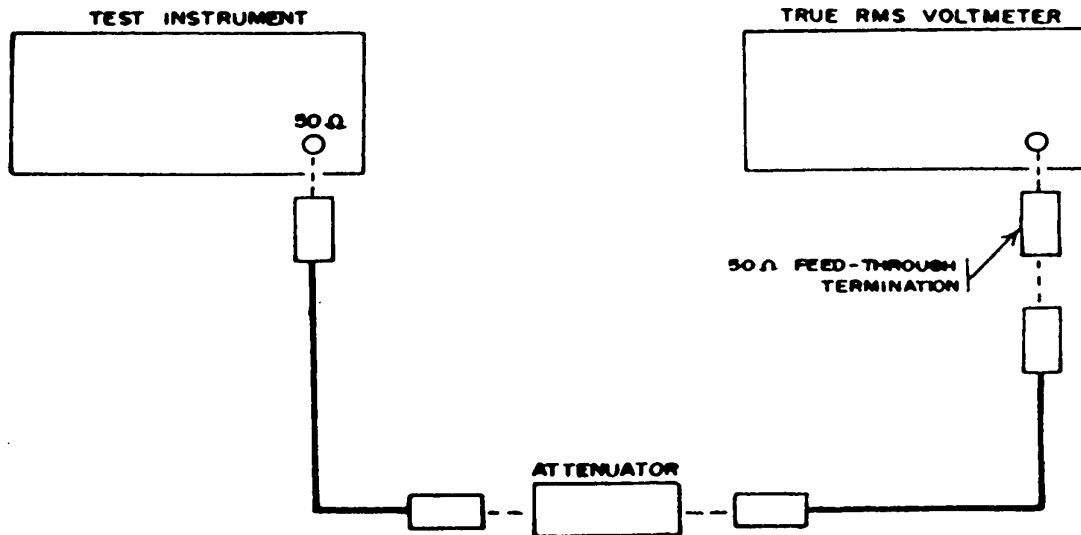 TEST INSTRUMENT
TRUE RMS VOLTMETER
50Ω
50Ω FEED-THROUGH
TERMINATION
ATTENUATOR